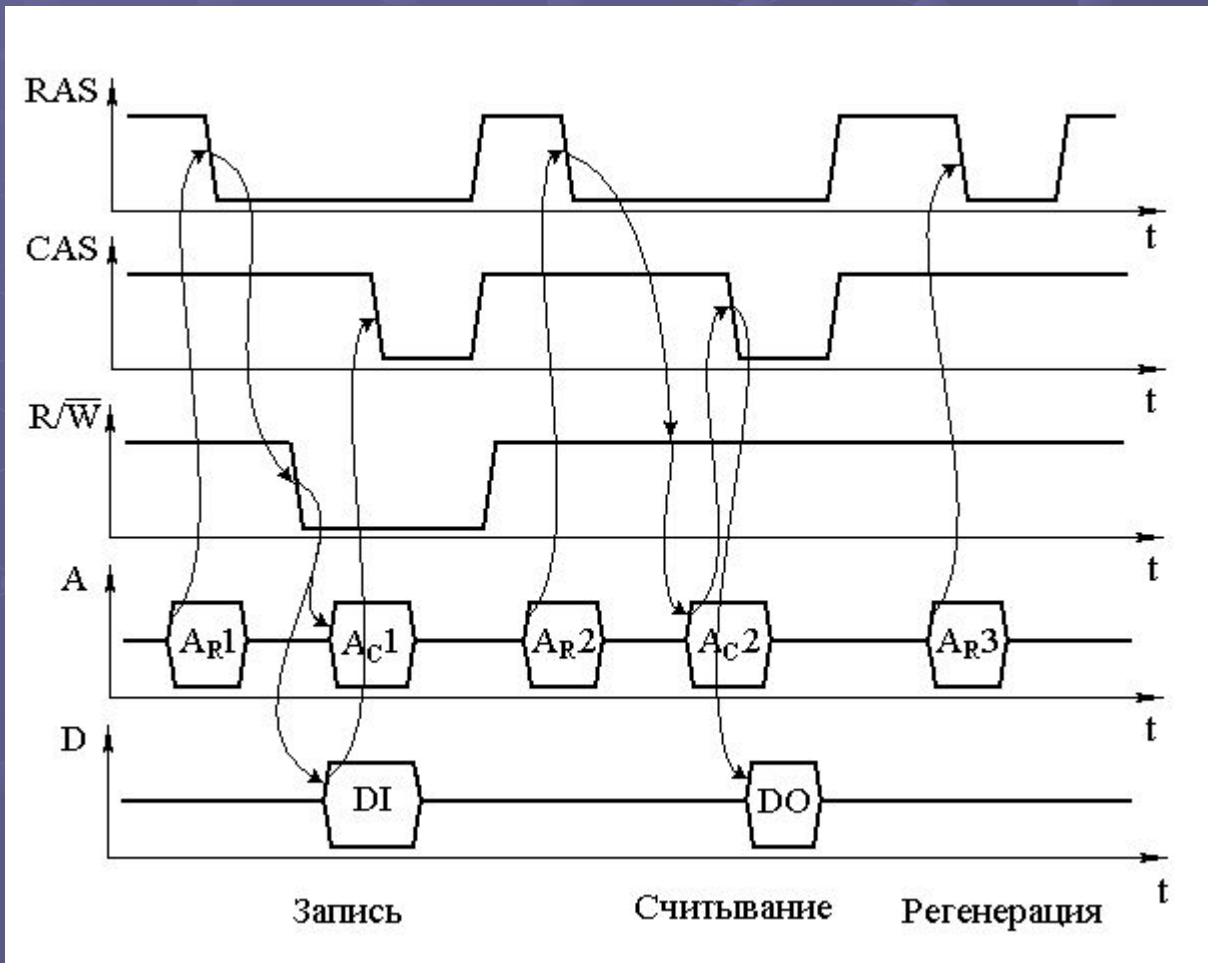 RAS
t
CAS
t
R/W̅
t
A
A_R1 A_C1 A_R2 A_C2 A_R3
t
D
DI DO
t
Запись Считывание Регенерация